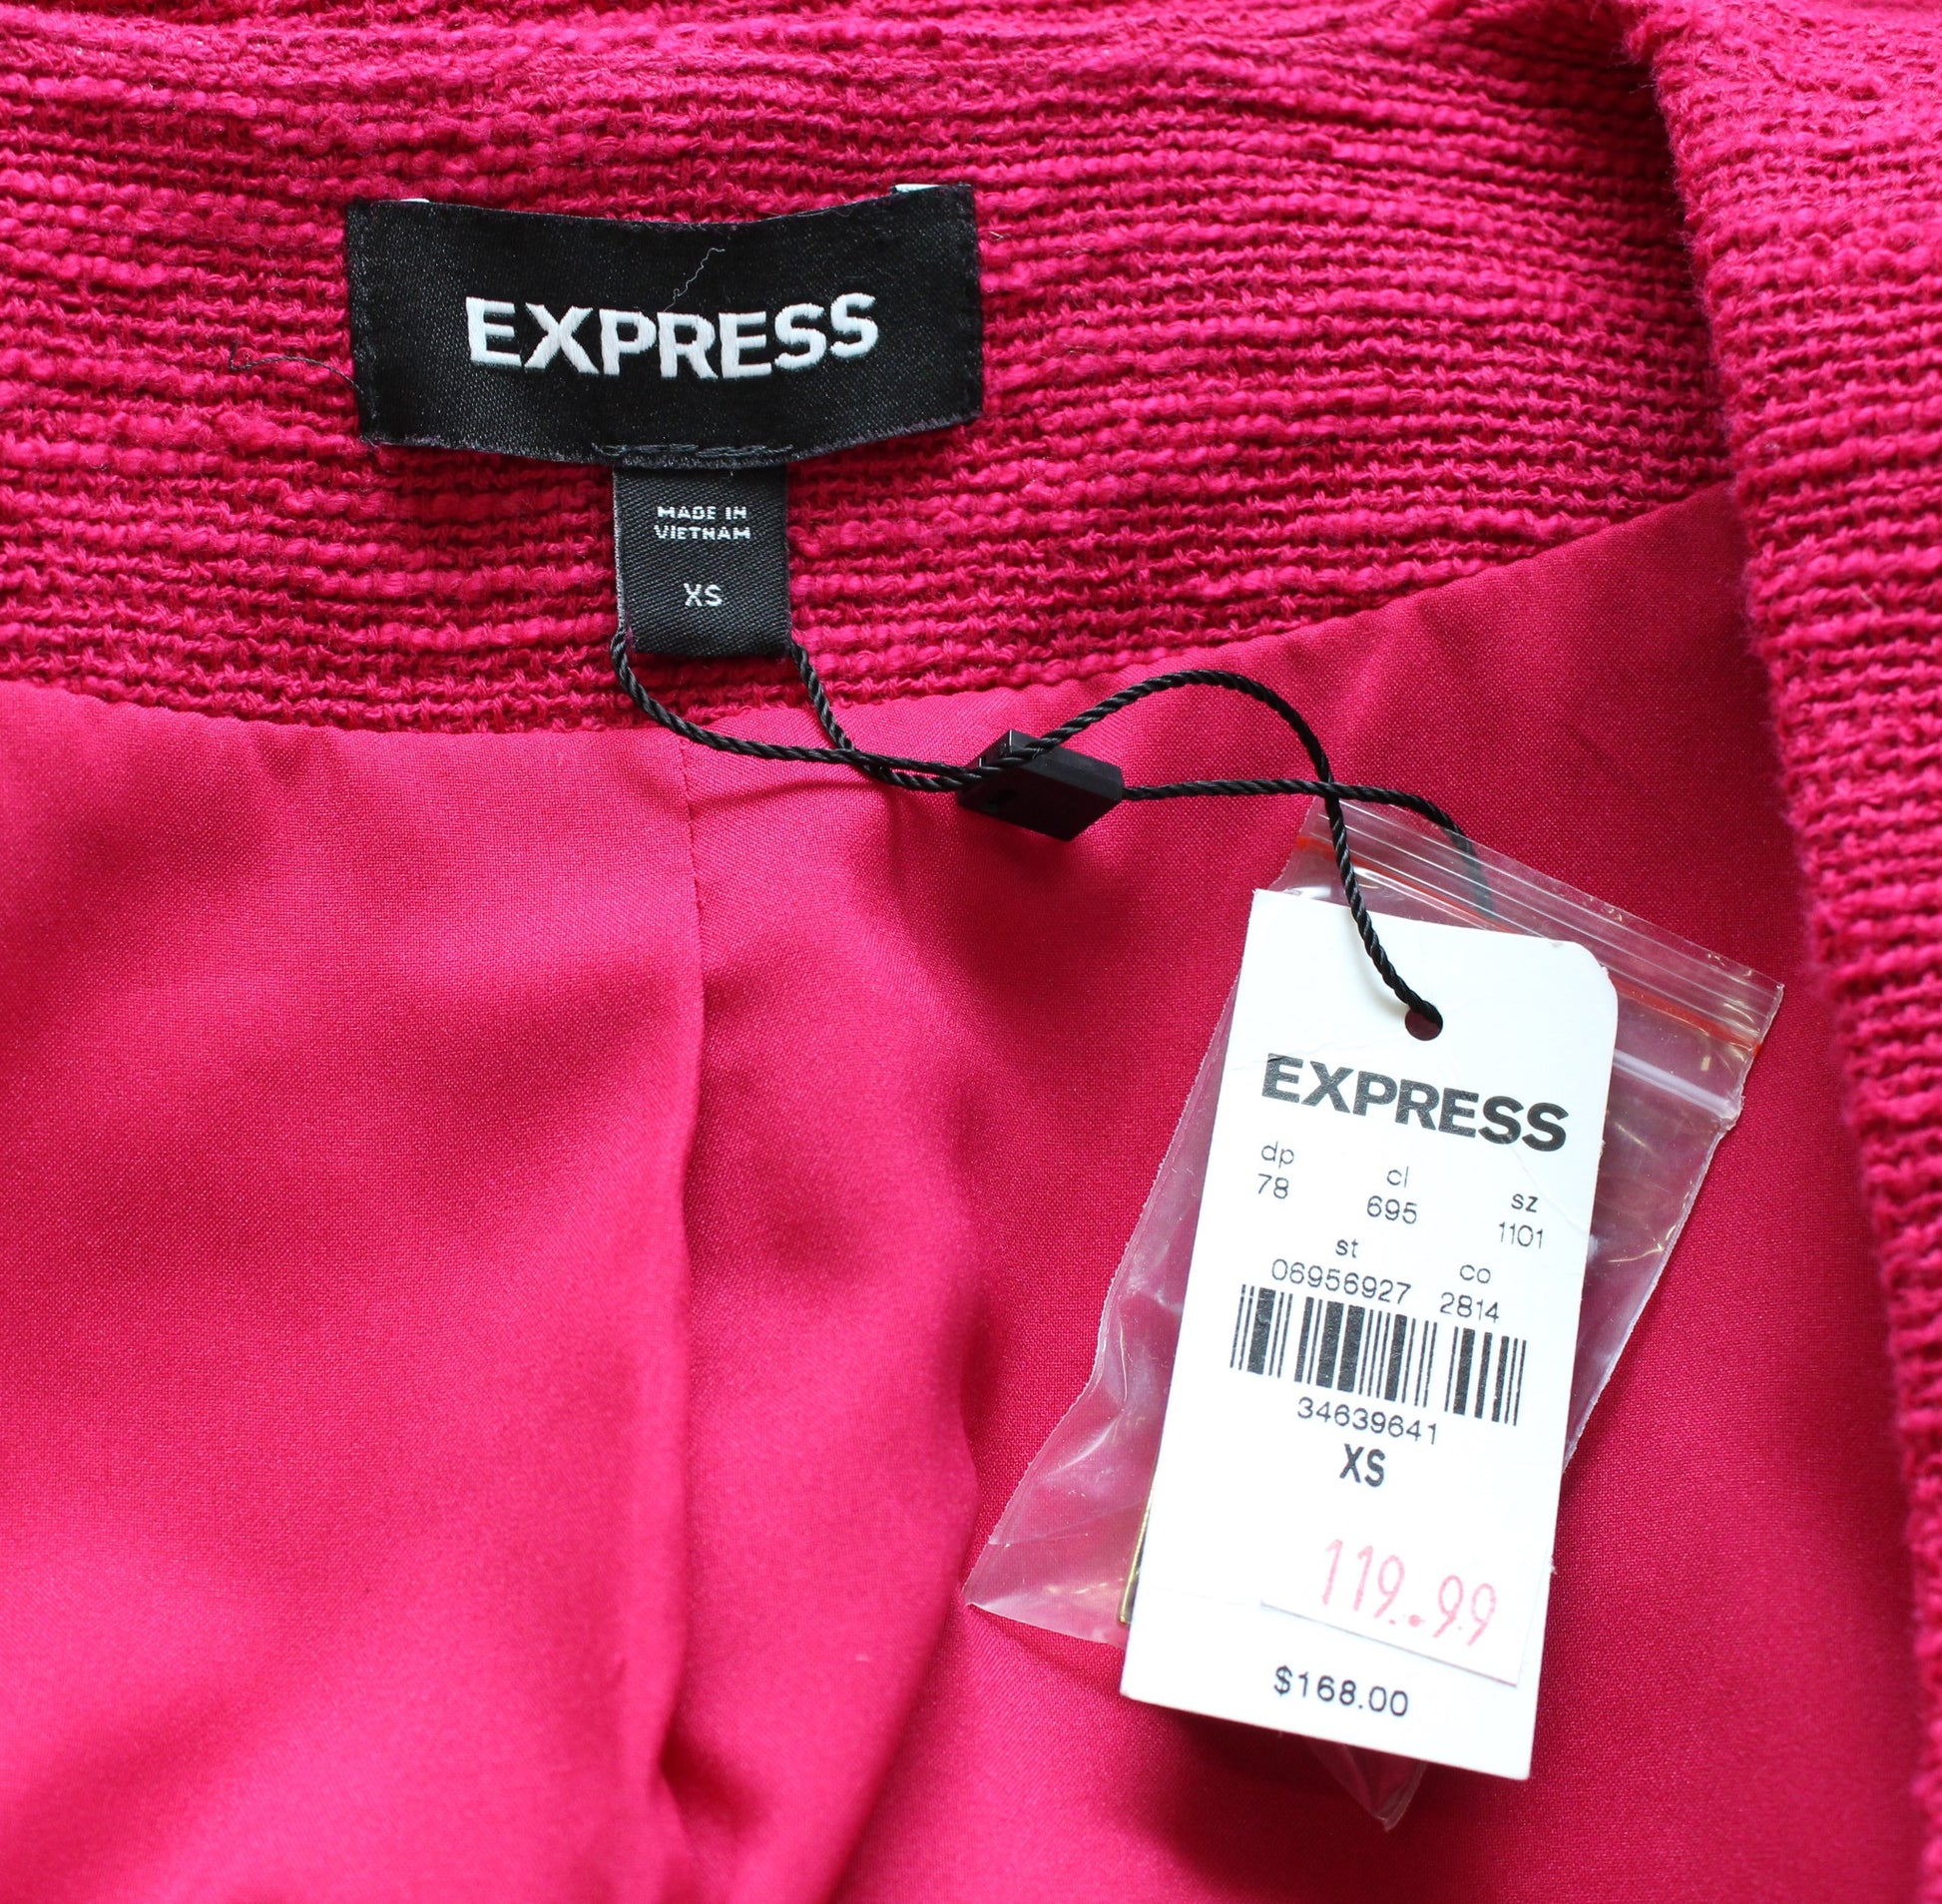 EXPRESS
MADE IN
VIETNAM
XS
EXPRESS
dp cl sz
78 695 1101
st co
06956927 2814
34639641
XS
119.99
$168.00